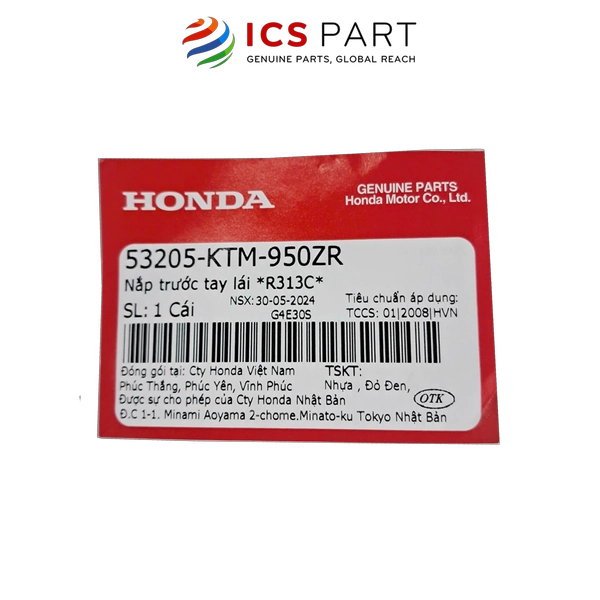 ICS PART
GENUINE PARTS, GLOBAL REACH
HONDA
GENUINE PARTS
Honda Motor Co., Ltd.
53205-KTM-950ZR
Nắp trước tay lái *R313C*
NSX: 30-05-2024
Tiêu chuẩn áp dụng:
SL: 1 Cái
G4E30S
TCCS: 01|2008|HVN
Đóng gói tại: Cty Honda Việt Nam
TSKT:
Phúc Thắng, Phúc Yên, Vĩnh Phúc
Nhựa , Đỏ Đen,
Được sự cho phép của Cty Honda Nhật Bản
OTK
Đ.C 1-1. Minami Aoyama 2-chome.Minato-ku Tokyo Nhật Bản